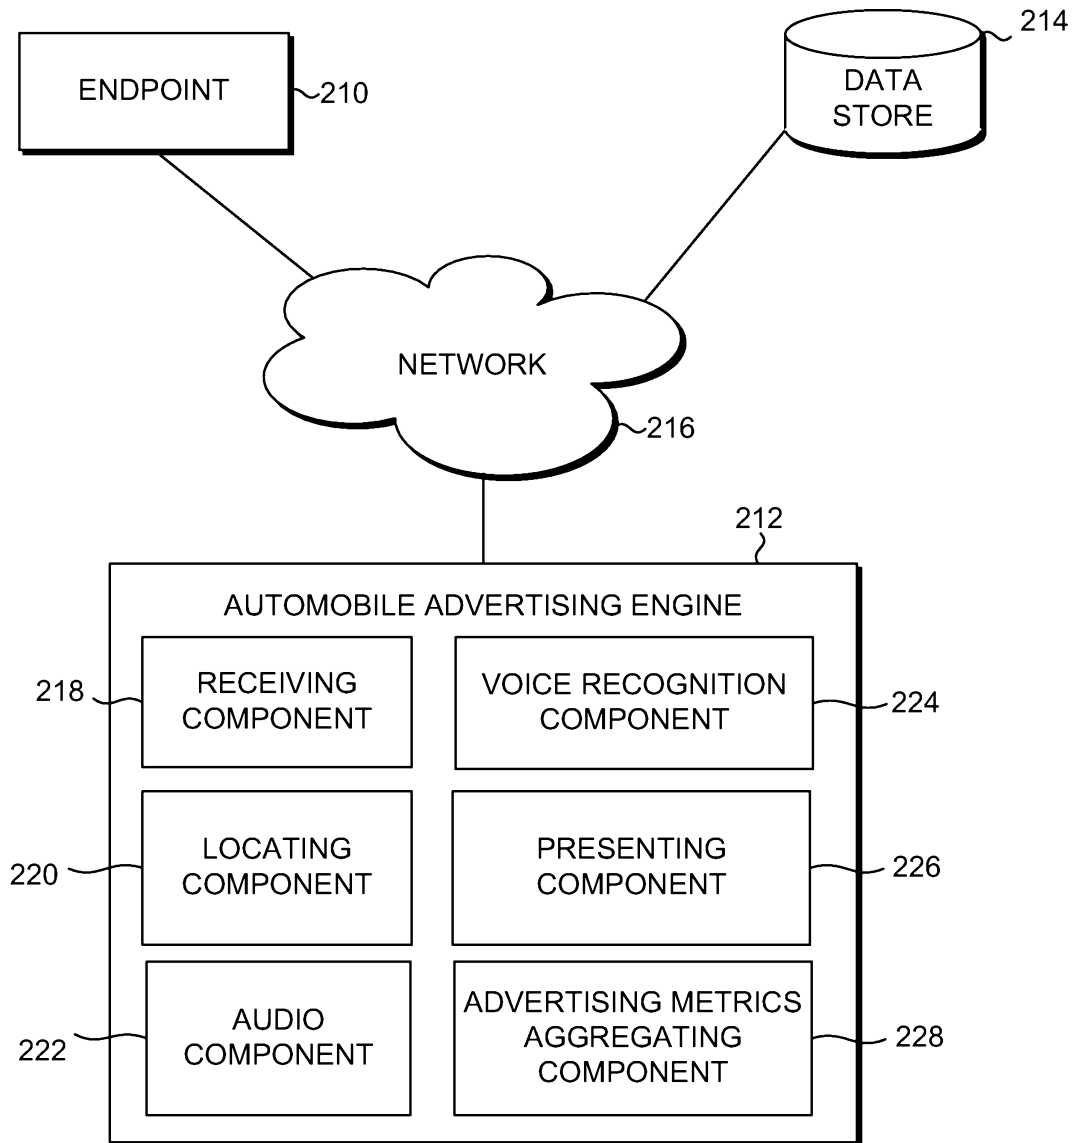 ENDPOINT
210
214
DATA
STORE
NETWORK
216
212
AUTOMOBILE ADVERTISING ENGINE
218
RECEIVING
COMPONENT
VOICE RECOGNITION
COMPONENT
224
220
LOCATING
COMPONENT
PRESENTING
COMPONENT
226
222
AUDIO
COMPONENT
ADVERTISING METRICS
AGGREGATING
COMPONENT
228